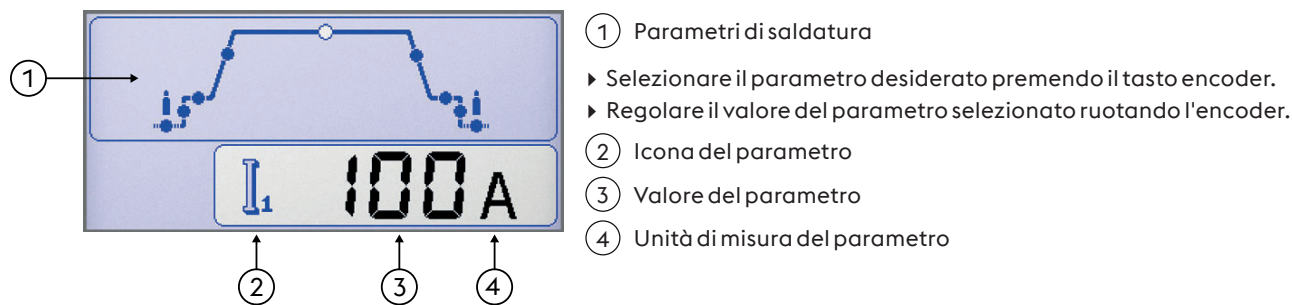 1 Parametri di saldatura
▸ Selezionare il parametro desiderato premendo il tasto encoder.
▸ Regolare il valore del parametro selezionato ruotando l'encoder.
2 Icona del parametro
3 Valore del parametro
4 Unità di misura del parametro
1
I1 100 A
2 3 4